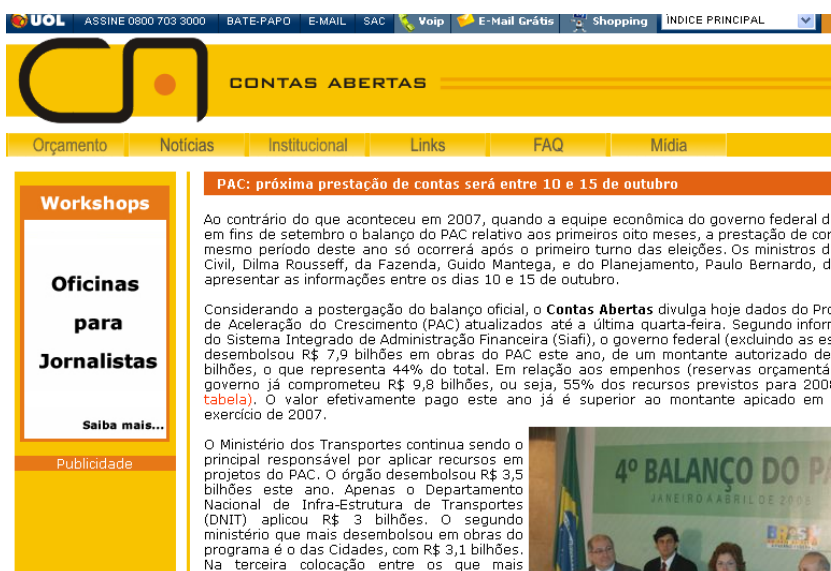 UOL ASSINE 0800 703 3000 BATE-PAPO E-MAIL SAC Voip E-Mail Grátis Shopping ÍNDICE PRINCIPAL
CONTAS ABERTAS
Orçamento Notícias Institucional Links FAQ Mídia
Workshops
Oficinas
para
Jornalistas
Saiba mais...
Publicidade
PAC: próxima prestação de contas será entre 10 e 15 de outubro
Ao contrário do que aconteceu em 2007, quando a equipe econômica do governo federal d
em fins de setembro o balanço do PAC relativo aos primeiros oito meses, a prestação de con
mesmo período deste ano só ocorrerá após o primeiro turno das eleições. Os ministros d
Civil, Dilma Rousseff, da Fazenda, Guido Mantega, e do Planejamento, Paulo Bernardo, d
apresentar as informações entre os dias 10 e 15 de outubro.
Considerando a postergação do balanço oficial, o Contas Abertas divulga hoje dados do Pro
de Aceleração do Crescimento (PAC) atualizados até a última quarta-feira. Segundo inform
do Sistema Integrado de Administração Financeira (Siafi), o governo federal (excluindo as es
desembolsou R$ 7,9 bilhões em obras do PAC este ano, de um montante autorizado de
bilhões, o que representa 44% do total. Em relação aos empenhos (reservas orçamentá
governo já comprometeu R$ 9,8 bilhões, ou seja, 55% dos recursos previstos para 2008
tabela). O valor efetivamente pago este ano já é superior ao montante apicado em
exercício de 2007.
O Ministério dos Transportes continua sendo o
principal responsável por aplicar recursos em
projetos do PAC. O órgão desembolsou R$ 3,5
bilhões este ano. Apenas o Departamento
Nacional de Infra-Estrutura de Transportes
(DNIT) aplicou R$ 3 bilhões. O segundo
ministério que mais desembolsou em obras do
programa é o das Cidades, com R$ 3,1 bilhões.
Na terceira colocação entre os que mais
4º BALANÇO DO PA
JANEIRO A ABRIL DE 2008
BRASIL